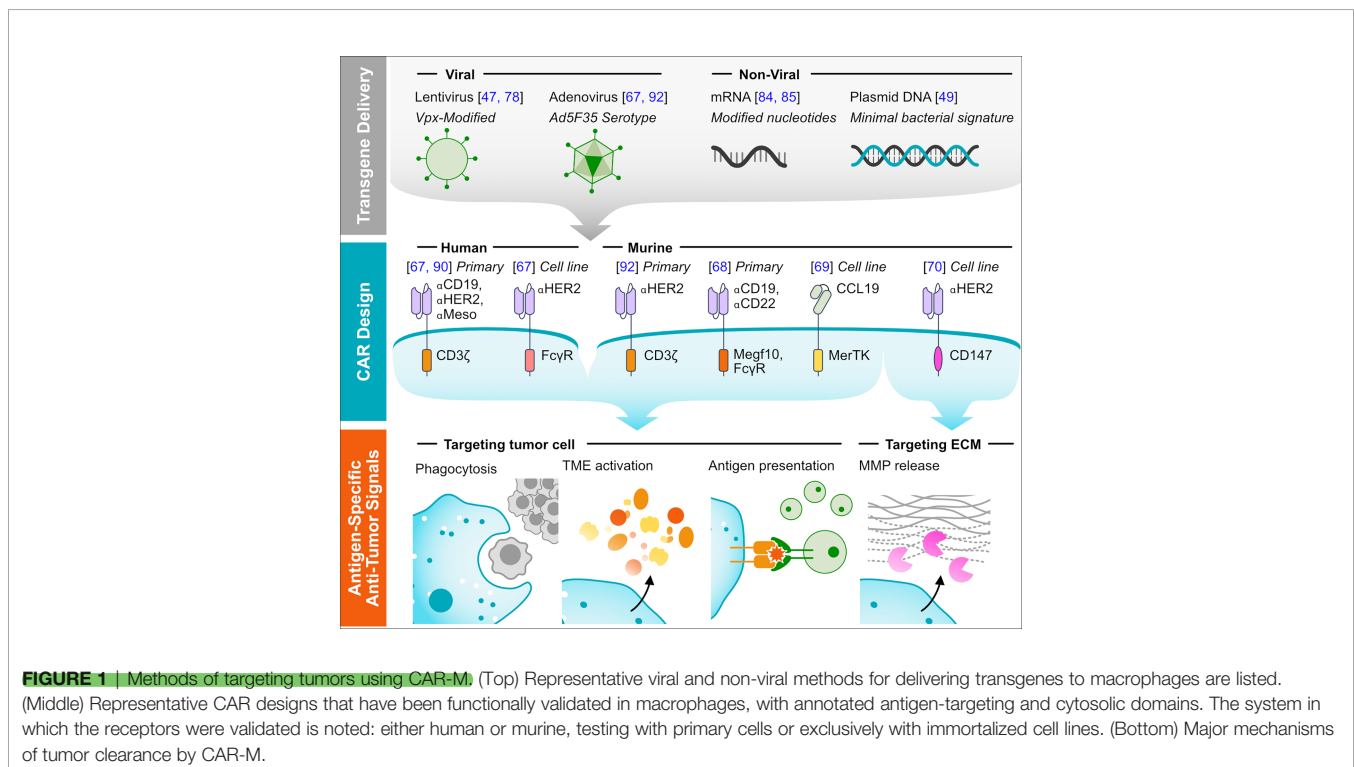 Transgene Delivery
Viral
Non-Viral
Lentivirus [47, 78]
Vpx-Modified
Adenovirus [67, 92]
Ad5F35 Serotype
mRNA [84, 85]
Modified nucleotides
Plasmid DNA [49]
Minimal bacterial signature
CAR Design
Human
Murine
[67, 90] Primary
αCD19,
αHER2,
αMeso
CD3ζ
[67] Cell line
αHER2
FcγR
[92] Primary
αHER2
CD3ζ
[68] Primary
αCD19,
αCD22
Megf10,
FcγR
[69] Cell line
CCL19
MerTK
[70] Cell line
αHER2
CD147
Antigen-Specific
Anti-Tumor Signals
Targeting tumor cell
Targeting ECM
Phagocytosis
TME activation
Antigen presentation
MMP release
FIGURE 1 | Methods of targeting tumors using CAR-M. (Top) Representative viral and non-viral methods for delivering transgenes to macrophages are listed.
(Middle) Representative CAR designs that have been functionally validated in macrophages, with annotated antigen-targeting and cytosolic domains. The system in
which the receptors were validated is noted: either human or murine, testing with primary cells or exclusively with immortalized cell lines. (Bottom) Major mechanisms
of tumor clearance by CAR-M.